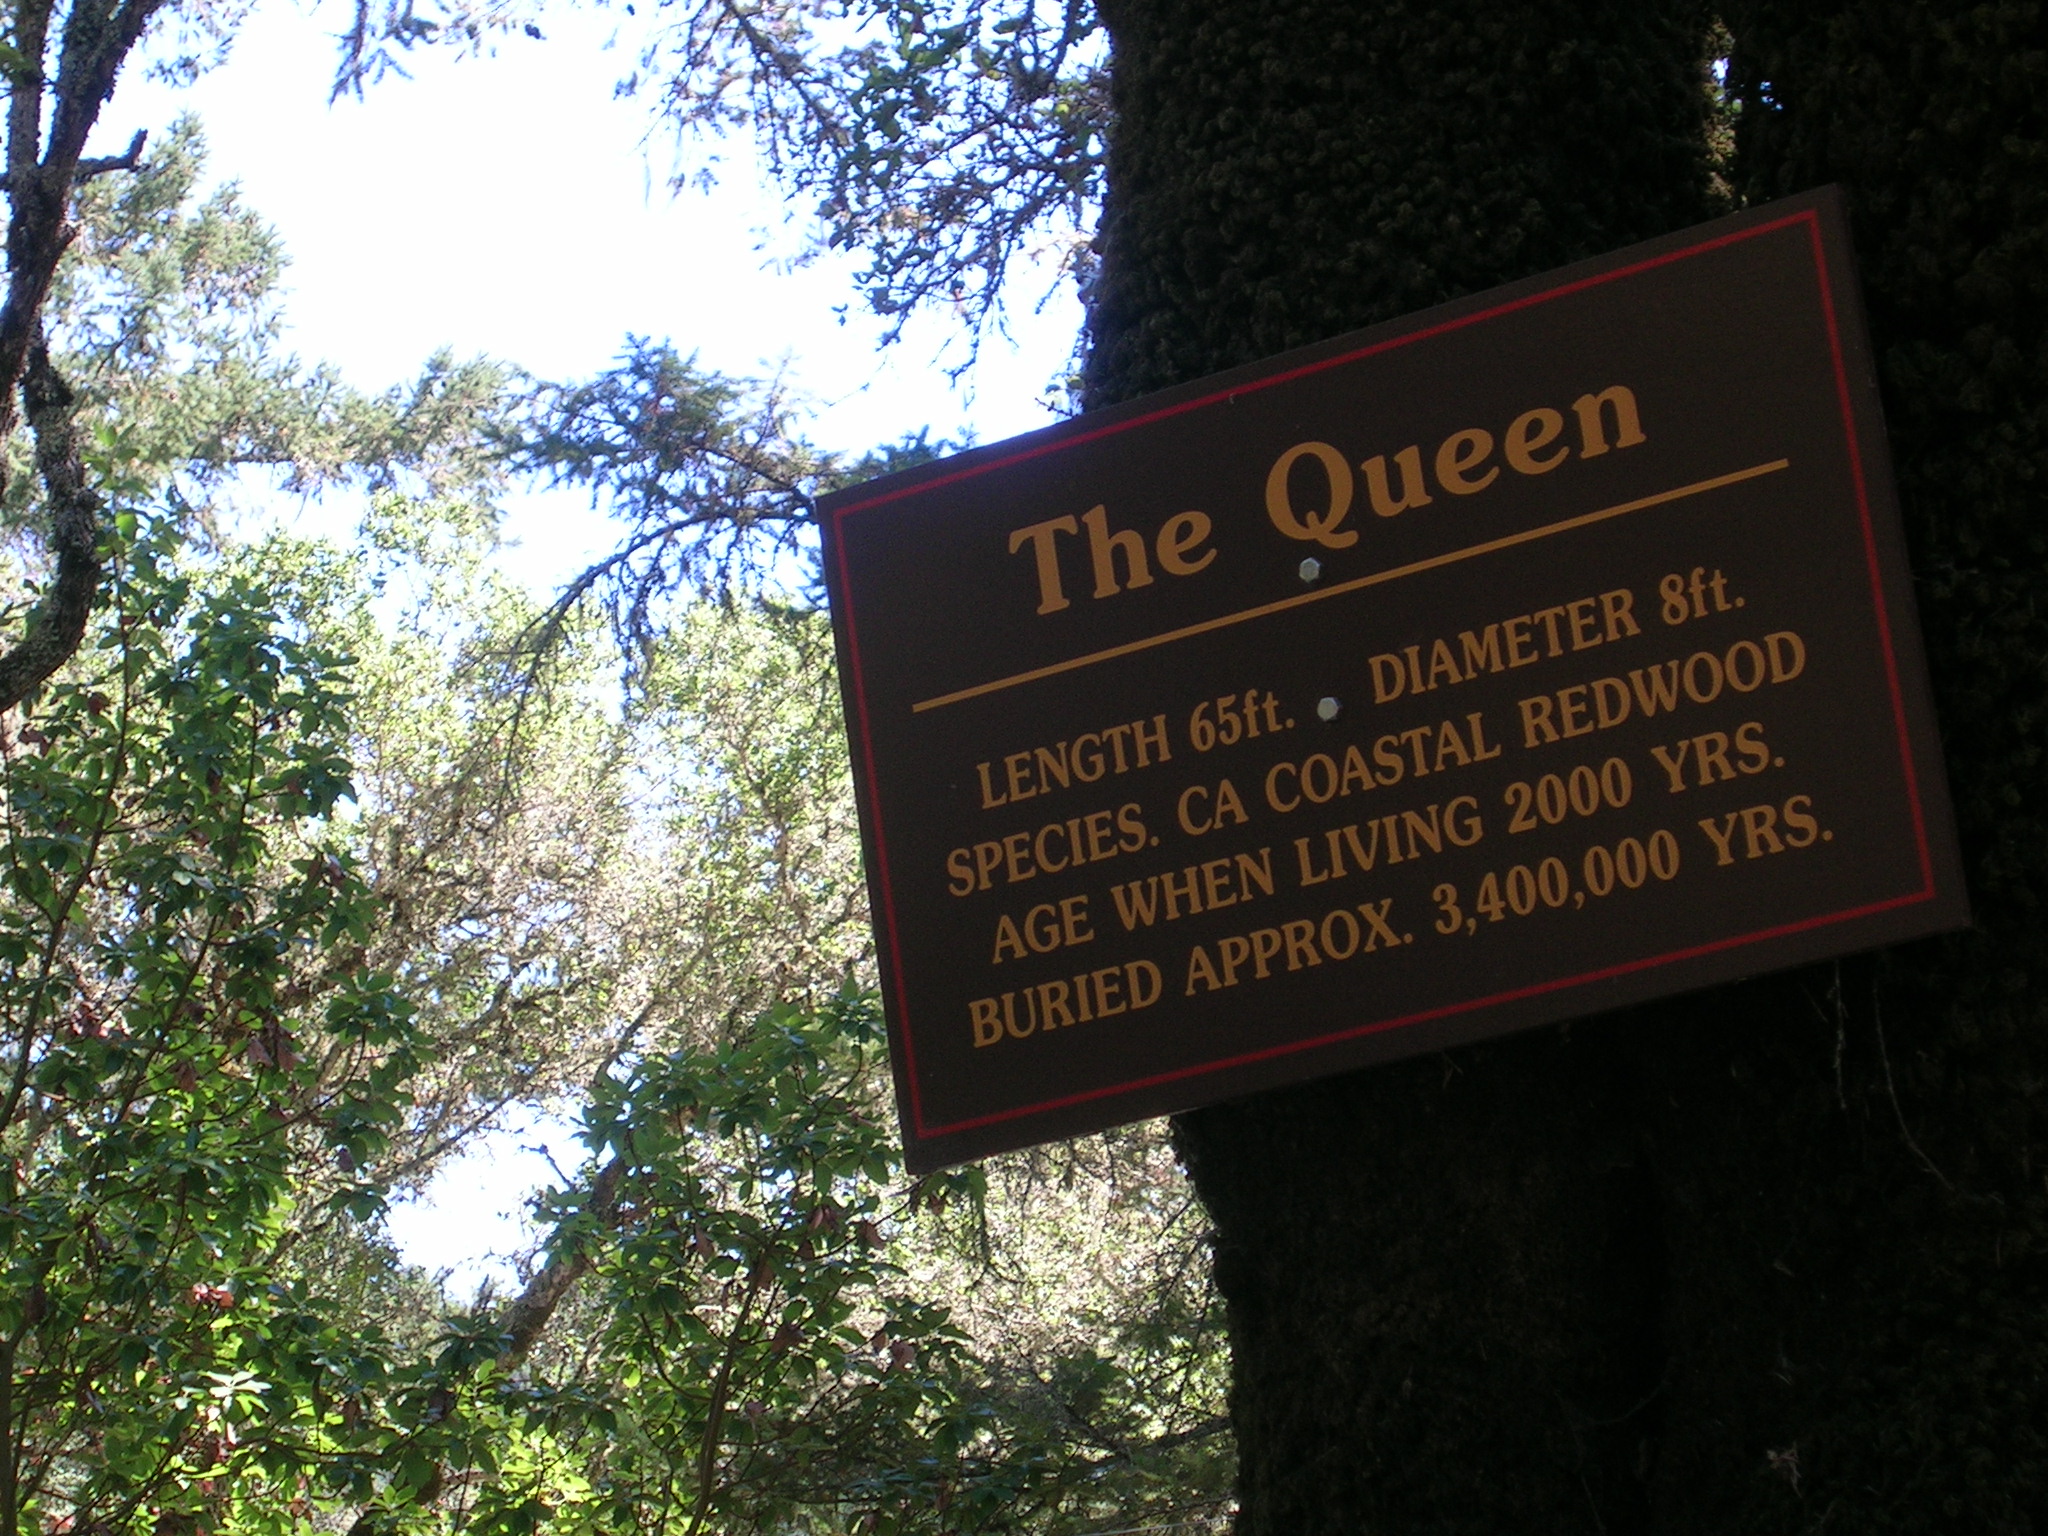 The Queen
LENGTH 65ft. DIAMETER 8ft.
SPECIES. CA COASTAL REDWOOD
AGE WHEN LIVING 2000 YRS.
BURIED APPROX. 3,400,000 YRS.